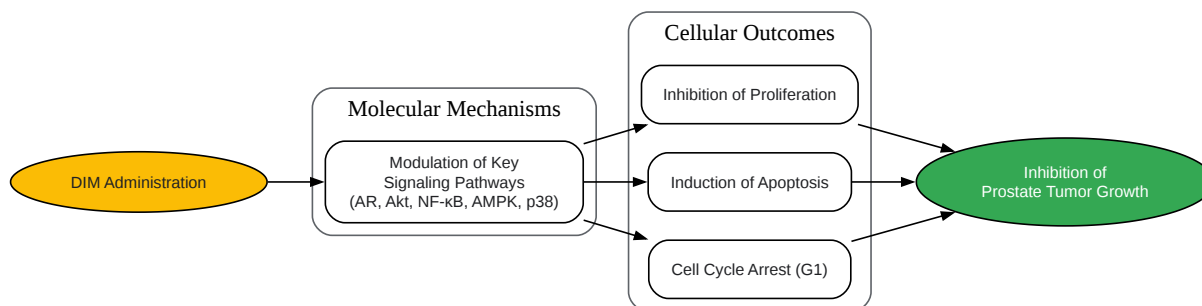 DIM Administration
Molecular Mechanisms
Modulation of Key
Signaling Pathways
(AR, Akt, NF-κB, AMPK, p38)
Cellular Outcomes
Inhibition of Proliferation
Induction of Apoptosis
Cell Cycle Arrest (G1)
Inhibition of
Prostate Tumor Growth